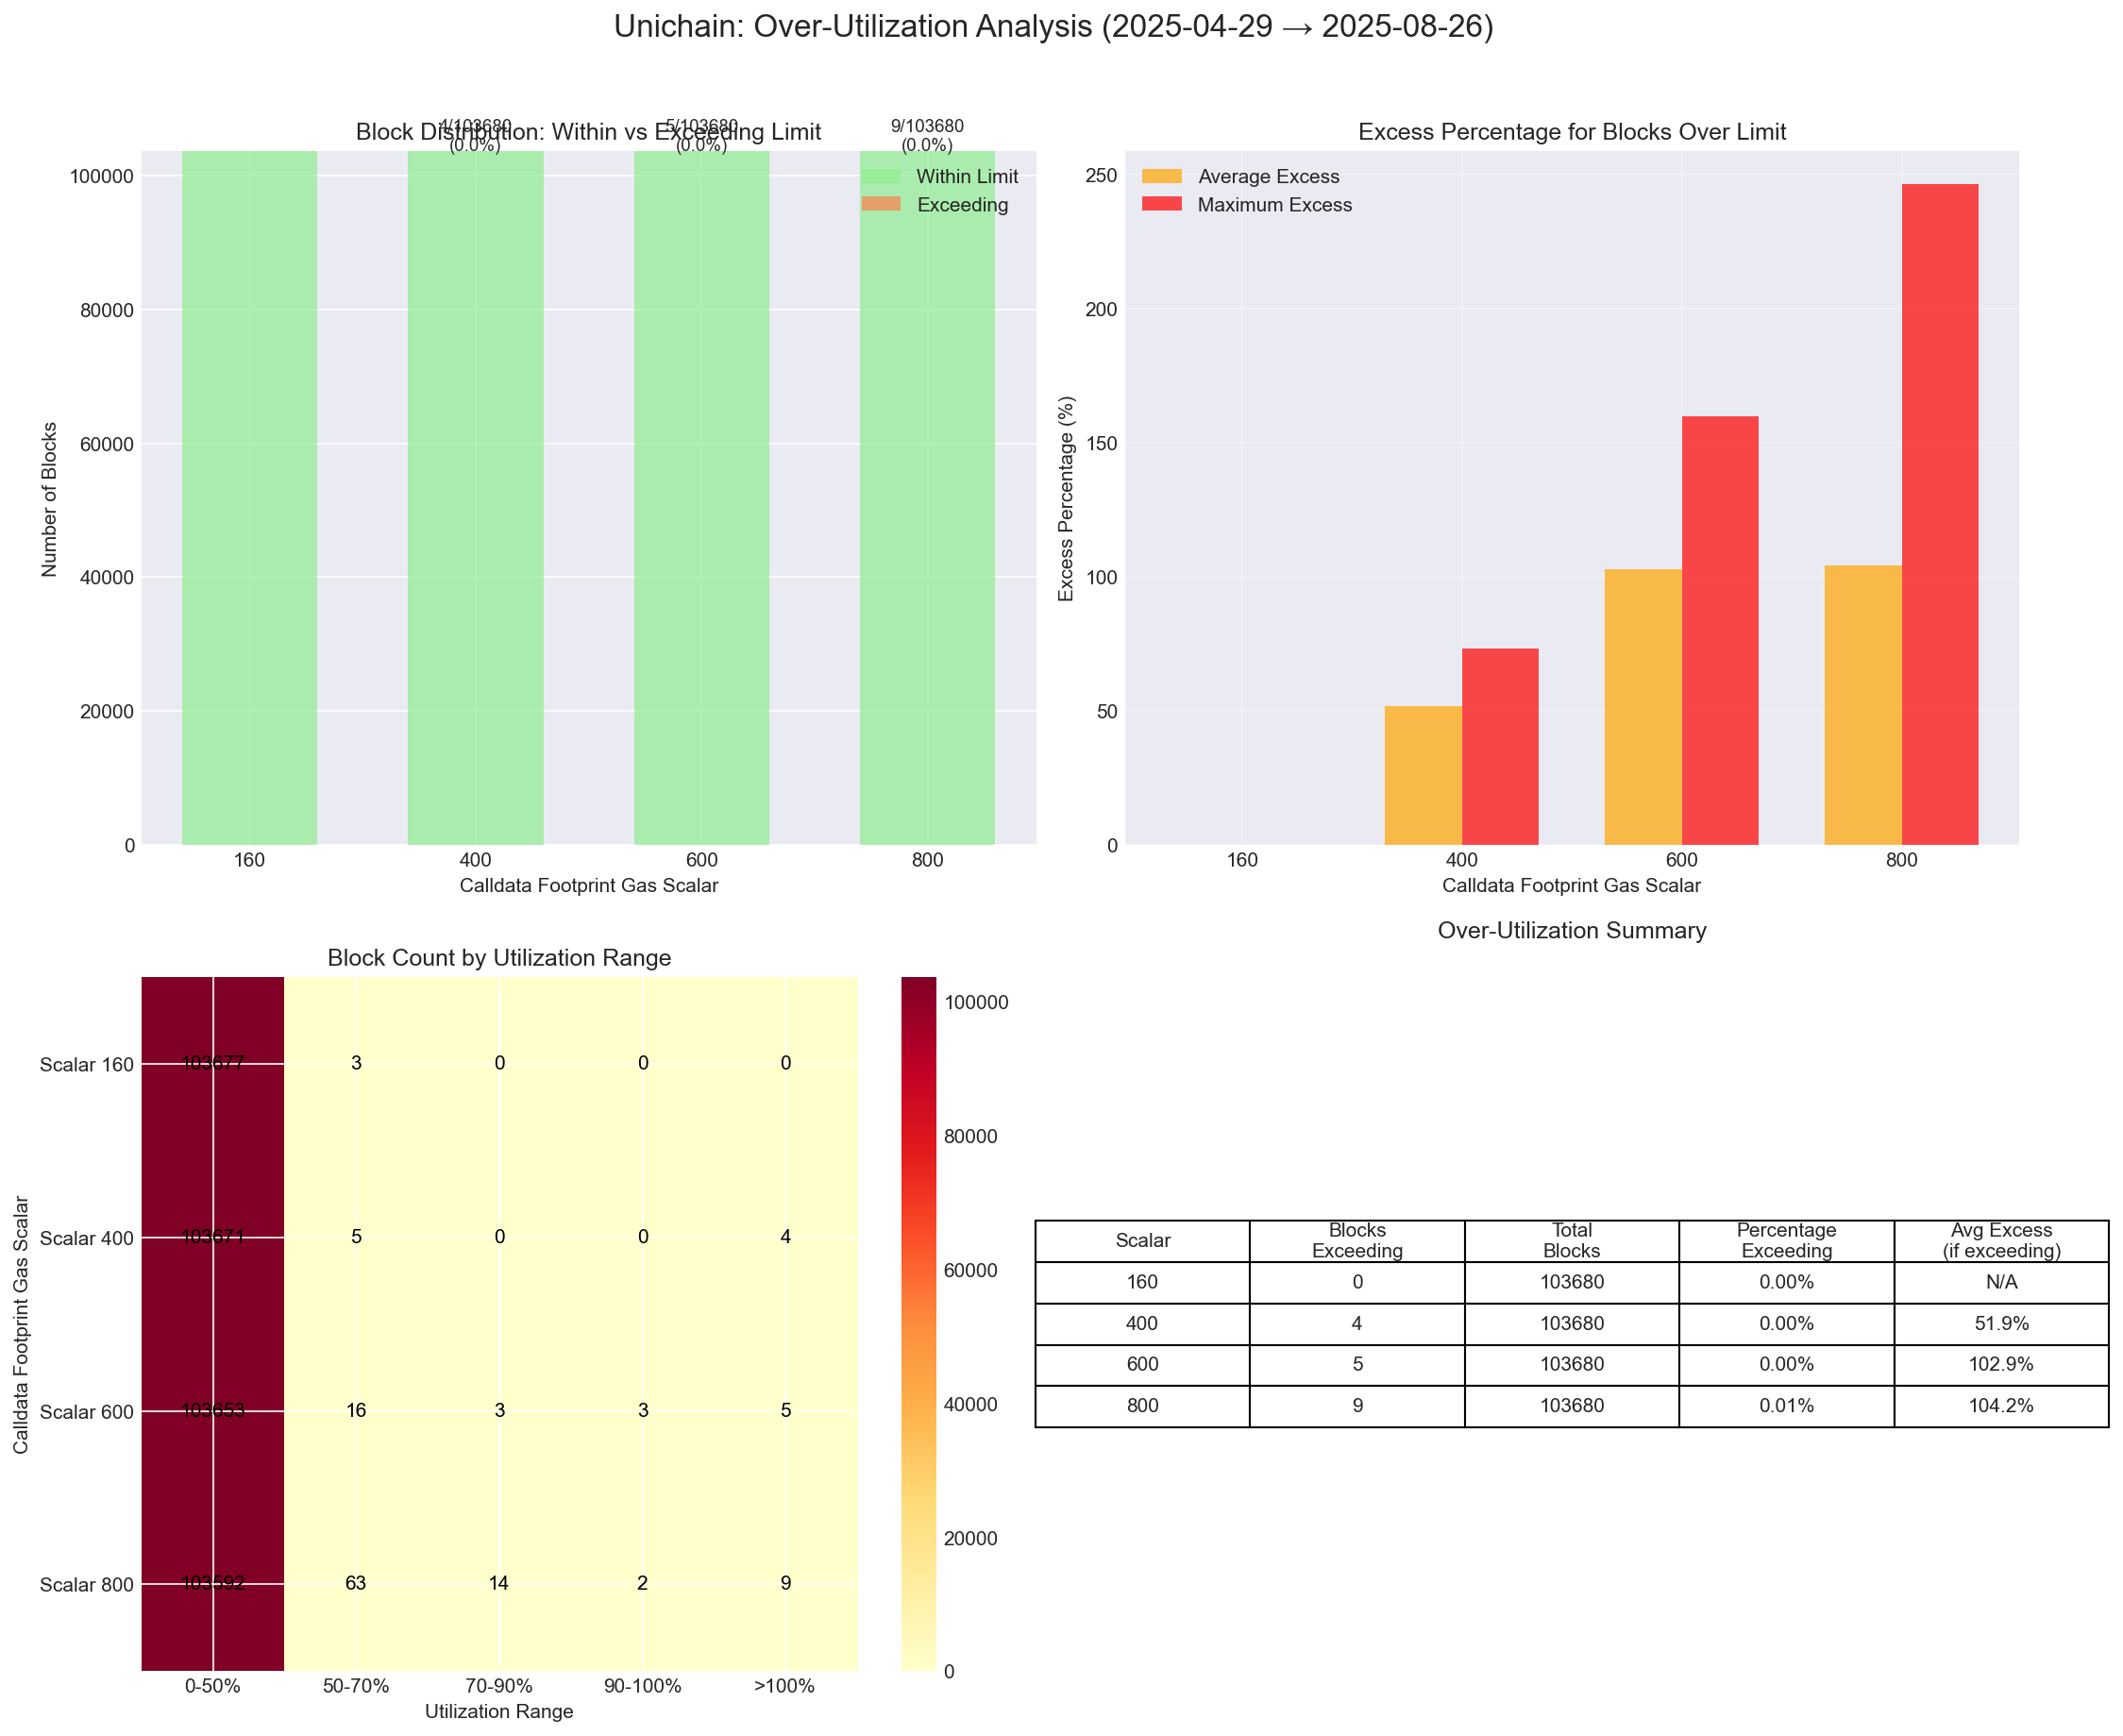 Unichain: Over-Utilization Analysis (2025-04-29 → 2025-08-26)
Block Distribution: Within vs Exceeding Limit
4/103680
(0.0%)
5/103680
(0.0%)
9/103680
(0.0%)
Within Limit
Exceeding
Number of Blocks
100000
80000
60000
40000
20000
0
160
400
600
800
Calldata Footprint Gas Scalar
Excess Percentage for Blocks Over Limit
Average Excess
Maximum Excess
Excess Percentage (%)
250
200
150
100
50
0
160
400
600
800
Calldata Footprint Gas Scalar
Block Count by Utilization Range
Calldata Footprint Gas Scalar
Scalar 160 103677 3 0 0 0
Scalar 400 103671 5 0 0 4
Scalar 600 103653 16 3 3 5
Scalar 800 103592 63 14 2 9
0-50% 50-70% 70-90% 90-100% >100%
Utilization Range
100000
80000
60000
40000
20000
0
Over-Utilization Summary
Scalar Blocks Exceeding Total Blocks Percentage Exceeding Avg Excess (if exceeding)
160 0 103680 0.00% N/A
400 4 103680 0.00% 51.9%
600 5 103680 0.00% 102.9%
800 9 103680 0.01% 104.2%